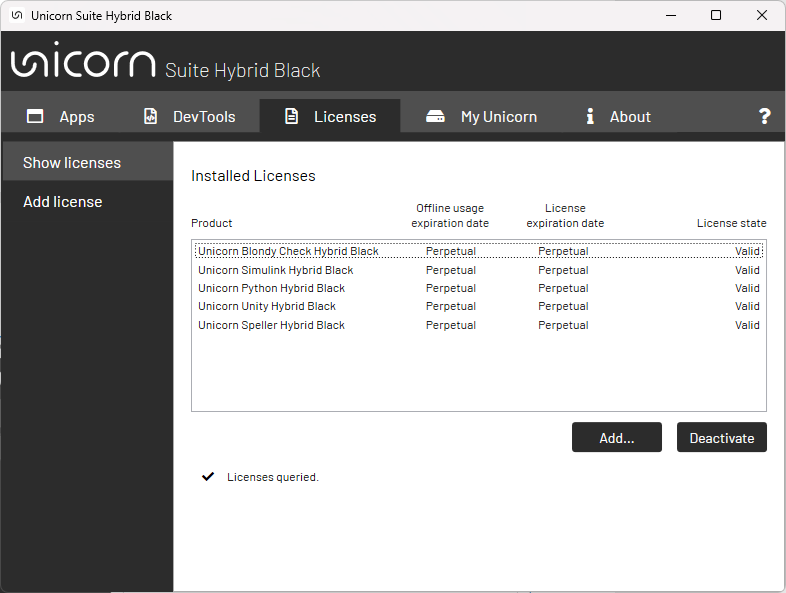 Unicorn Suite Hybrid Black
unicorn Suite Hybrid Black
Apps DevTools Licenses My Unicorn About ?
Show licenses
Add license
Installed Licenses
Product Offline usage expiration date License expiration date License state
Unicorn Blondy Check Hybrid Black Perpetual Perpetual Valid
Unicorn Simulink Hybrid Black Perpetual Perpetual Valid
Unicorn Python Hybrid Black Perpetual Perpetual Valid
Unicorn Unity Hybrid Black Perpetual Perpetual Valid
Unicorn Speller Hybrid Black Perpetual Perpetual Valid
Add... Deactivate
Licenses queried.